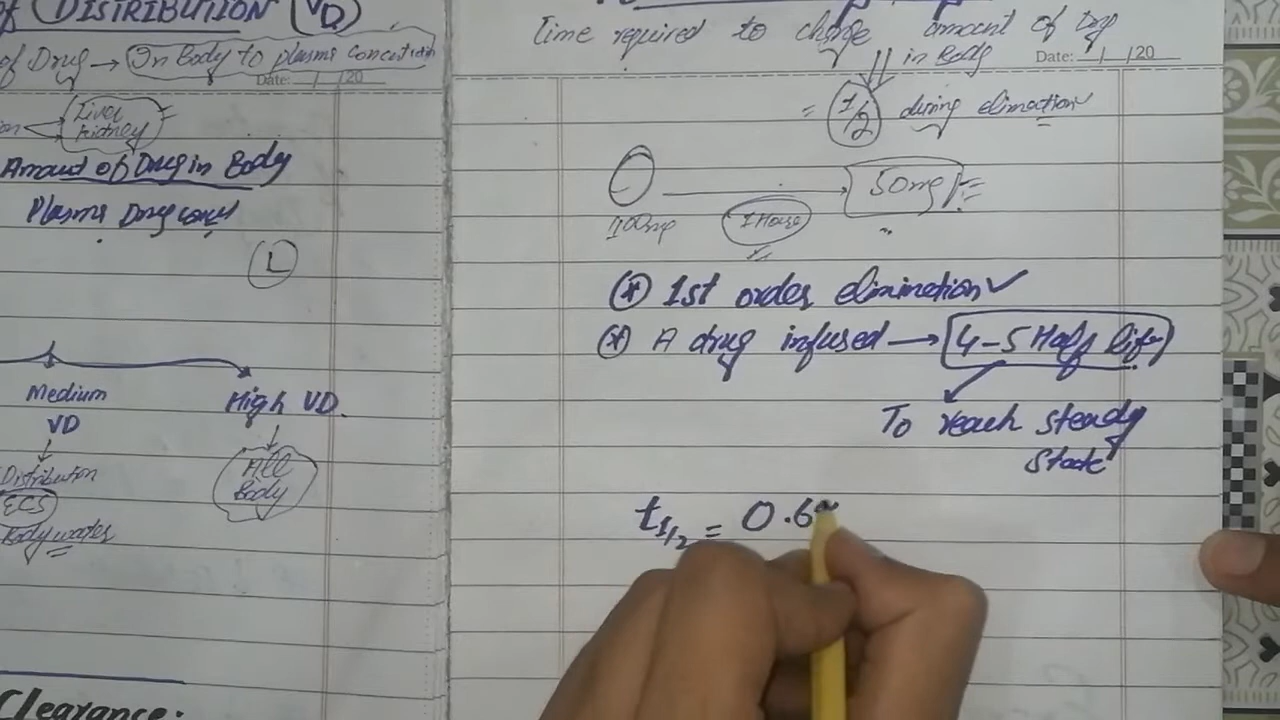 of DISTRIBUTION (VD)
of Drug → In Body to plasma concentration
Date: / /20
Liver
kidney
Amount of Drug in Body
Plasma Drug conc
L
Medium
VD
High VD.
Distribution
ECS
Body water
All
Body
Clearance:
Time required to change amount of Drug
in Body
Date: / /20
= 1/2 during elimination
100mg 1 Hour 50mg
(*) 1st order elimination ✓
(*) A drug infused → 4-5 Half life
To reach steady
State
t1/2 = 0.6